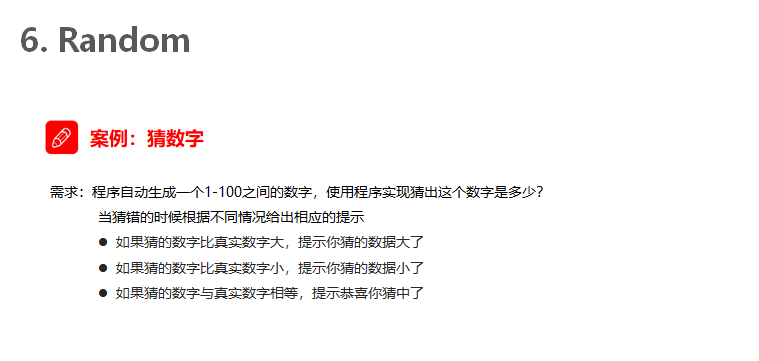 6. Random
案例：猜数字
需求：程序自动生成一个1-100之间的数字，使用程序实现猜出这个数字是多少？
当猜错的时候根据不同情况给出相应的提示
● 如果猜的数字比真实数字大，提示你猜的数据大了
● 如果猜的数字比真实数字小，提示你猜的数据小了
● 如果猜的数字与真实数字相等，提示恭喜你猜中了